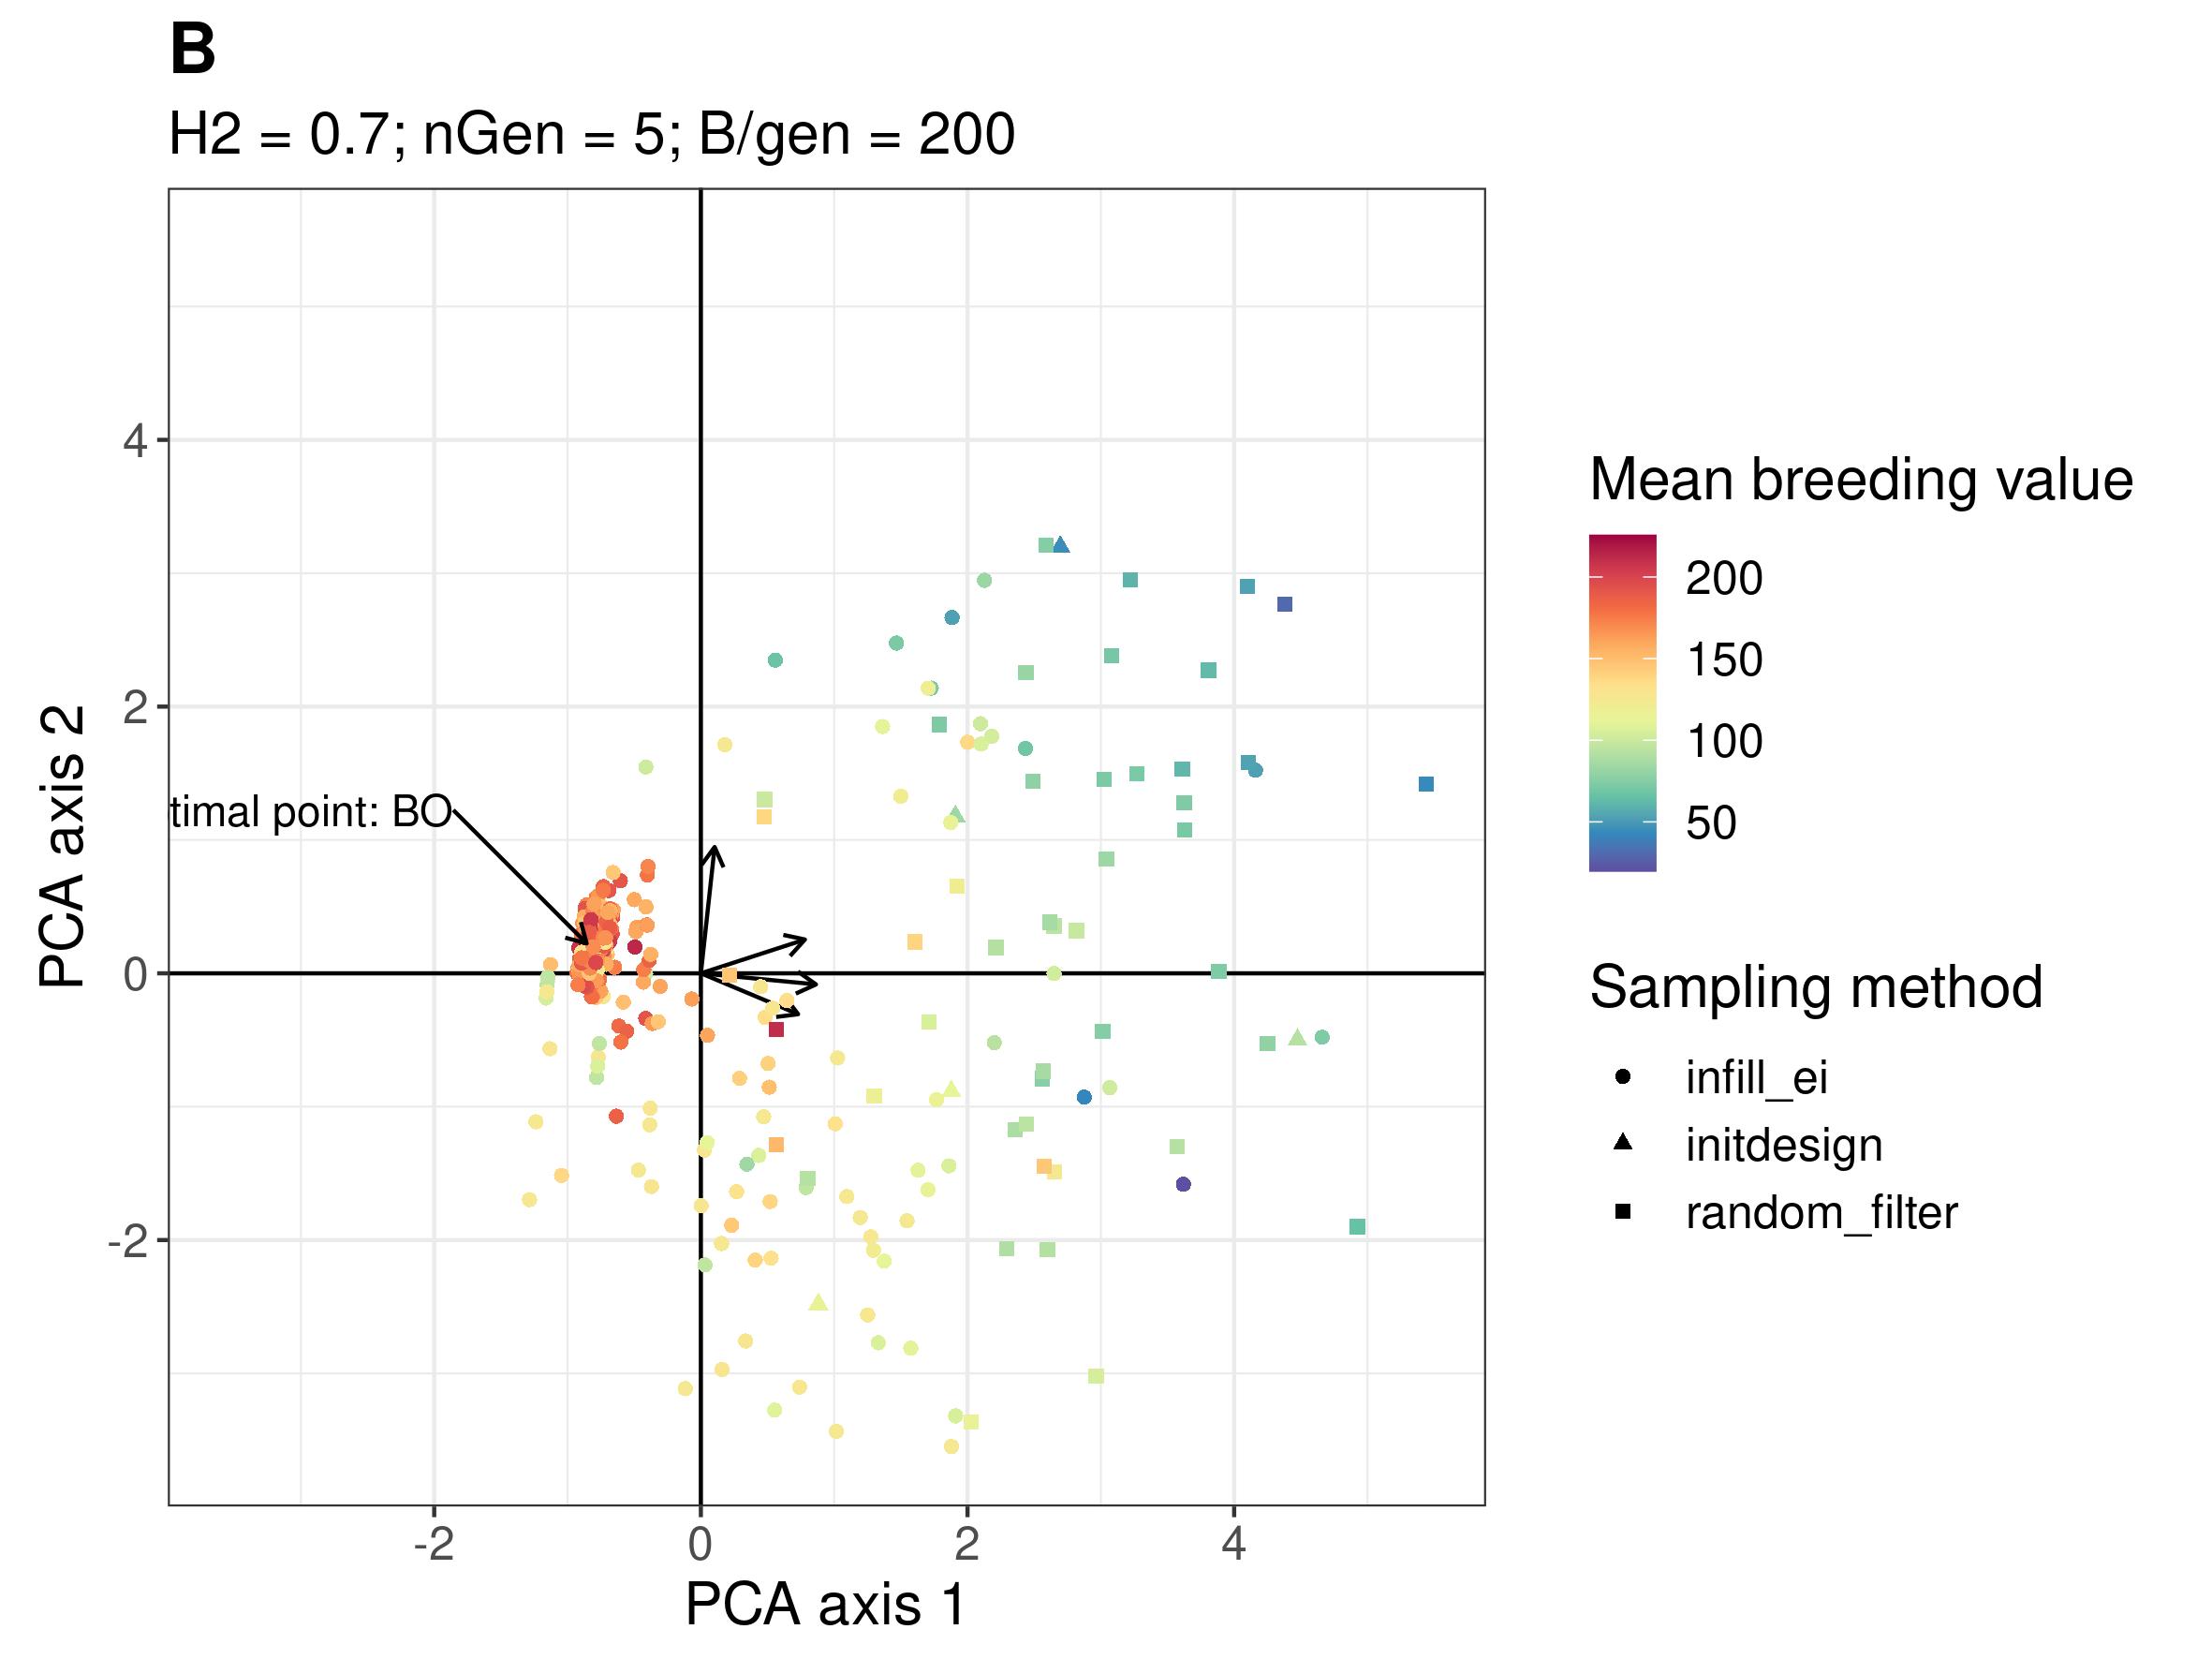 B
H2 = 0.7; nGen = 5; B/gen = 200
PCA axis 2
4
2
0
-2
timal point: BO
-2
0
2
4
PCA axis 1
Mean breeding value
200
150
100
50
Sampling method
infill_ei
initdesign
random_filter